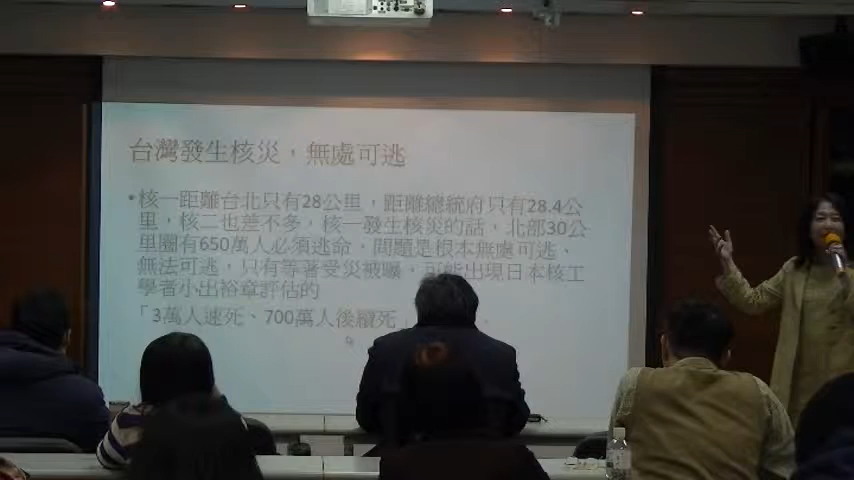 台灣發生核災，無處可逃
•核一距離台北只有28公里，距離總統府只有28.4公
里，核二也差不多，核一發生核災的話，北部30公
里圈有650萬人必須逃命，問題是根本無處可逃、
無法可逃，只有等著受災被曝，可能出現日本核工
學者小出裕章評估的
「3萬人速死、700萬人後續死」